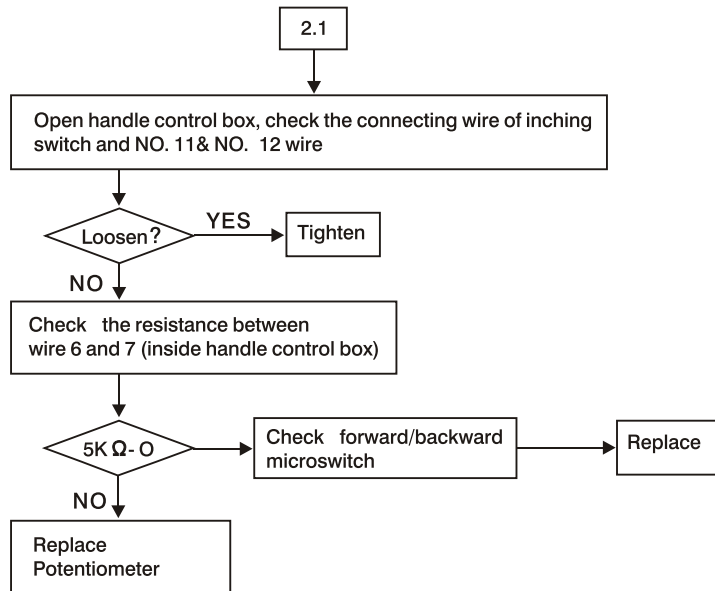 2.1
Open handle control box, check the connecting wire of inching
switch and NO. 11& NO. 12 wire
Loosen?
YES
Tighten
NO
Check the resistance between
wire 6 and 7 (inside handle control box)
5K Ω- O
Check forward/backward
microswitch
Replace
NO
Replace
Potentiometer